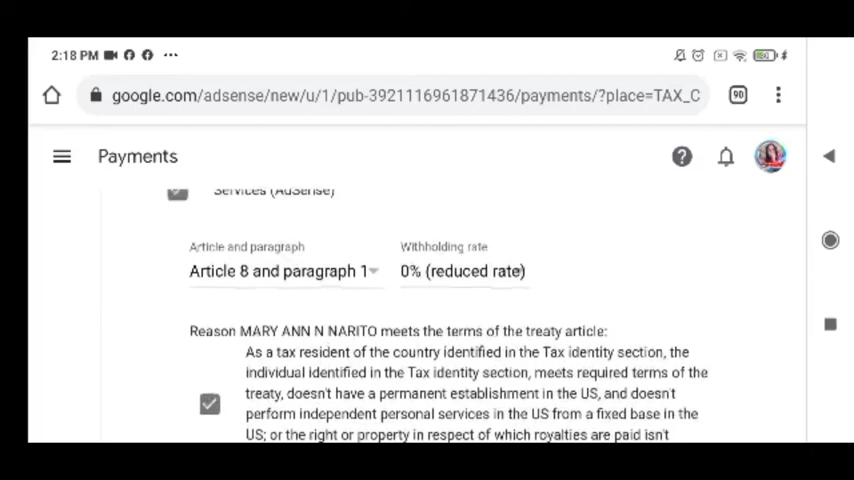 2:18 PM
90
google.com/adsense/new/u/1/pub-3921116961871436/payments/?place=TAX_C
Payments
Services (AdSense)
Article and paragraph
Withholding rate
Article 8 and paragraph 1
0% (reduced rate)
Reason MARY ANN N NARITO meets the terms of the treaty article:
As a tax resident of the country identified in the Tax identity section, the
individual identified in the Tax identity section, meets required terms of the
treaty, doesn't have a permanent establishment in the US, and doesn't
perform independent personal services in the US from a fixed base in the
US; or the right or property in respect of which royalties are paid isn't